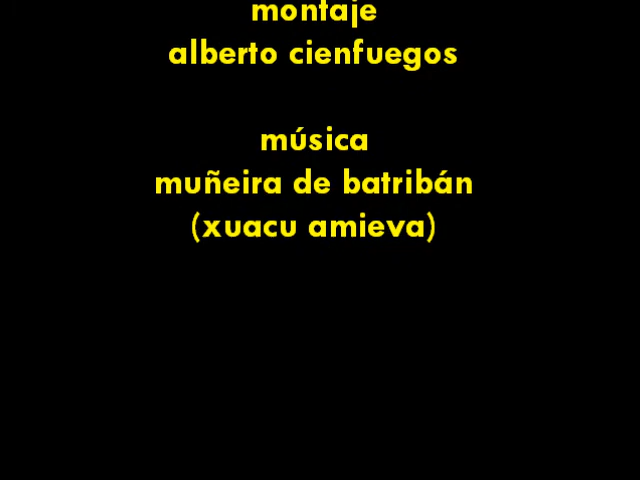 montaje
alberto cienfuegos
música
muñeira de batribán
(xuacu amieva)